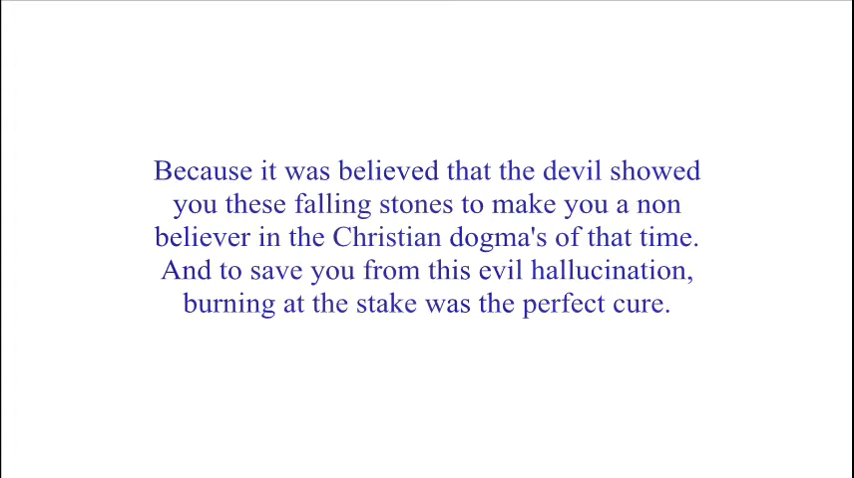 Because it was believed that the devil showed
you these falling stones to make you a non
believer in the Christian dogma's of that time.
And to save you from this evil hallucination,
burning at the stake was the perfect cure.